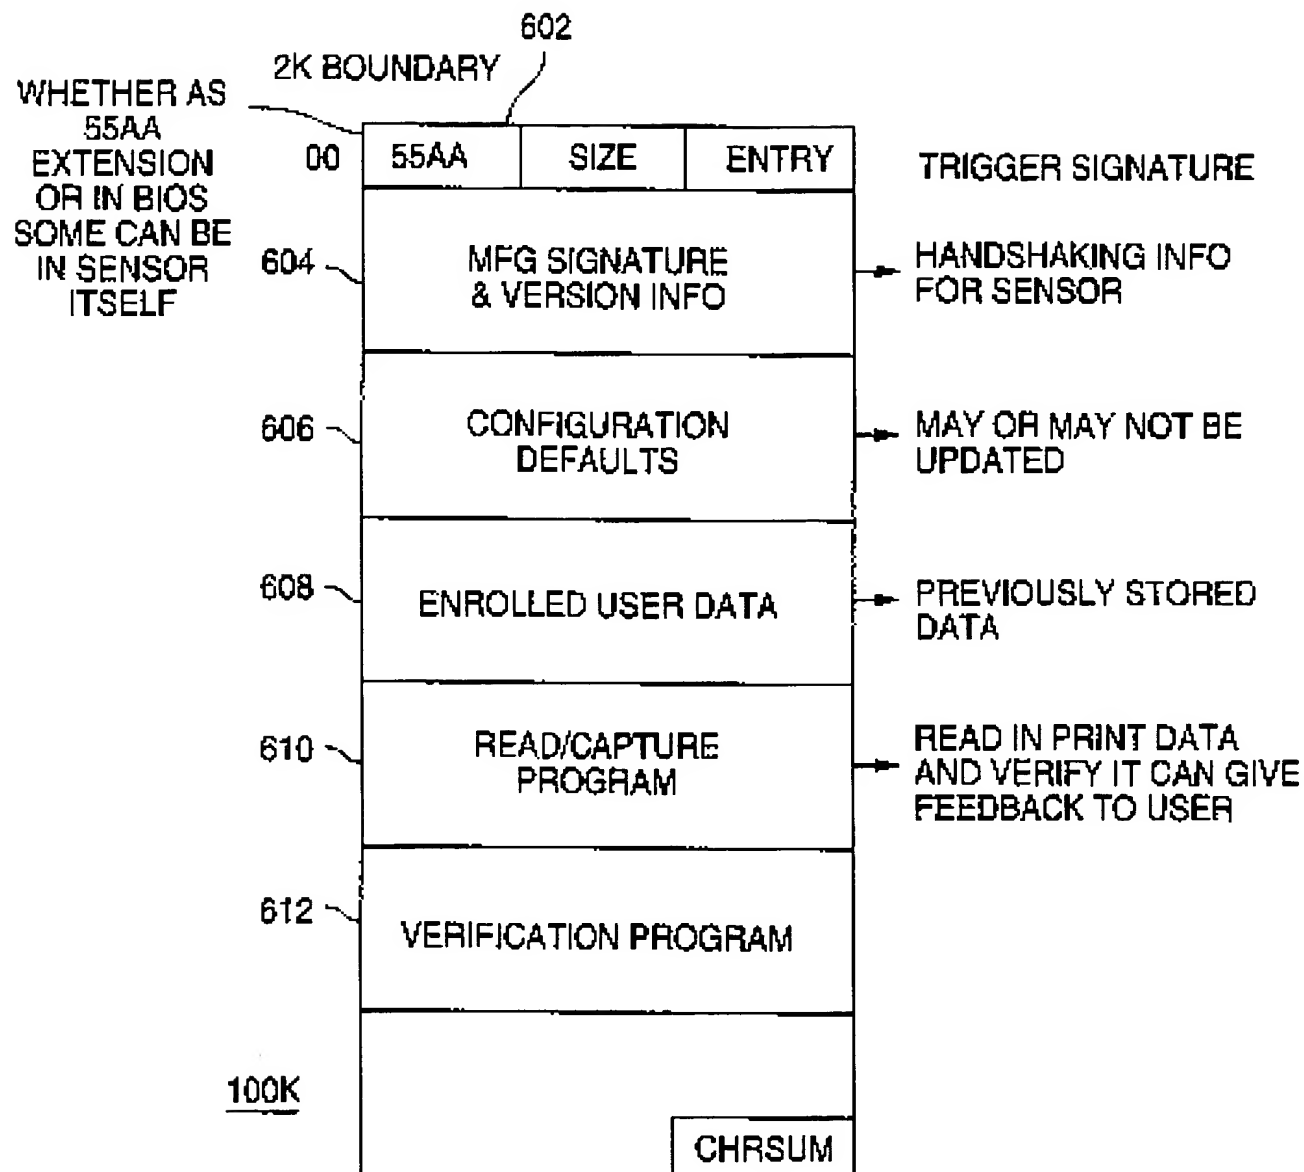 602
2K BOUNDARY
WHETHER AS
55AA
EXTENSION
OR IN BIOS
SOME CAN BE
IN SENSOR
ITSELF
00
55AA
SIZE
ENTRY
TRIGGER SIGNATURE
604
MFG SIGNATURE
& VERSION INFO
HANDSHAKING INFO
FOR SENSOR
606
CONFIGURATION
DEFAULTS
MAY OR MAY NOT BE
UPDATED
608
ENROLLED USER DATA
PREVIOUSLY STORED
DATA
610
READ/CAPTURE
PROGRAM
READ IN PRINT DATA
AND VERIFY IT CAN GIVE
FEEDBACK TO USER
612
VERIFICATION PROGRAM
100K
CHRSUM